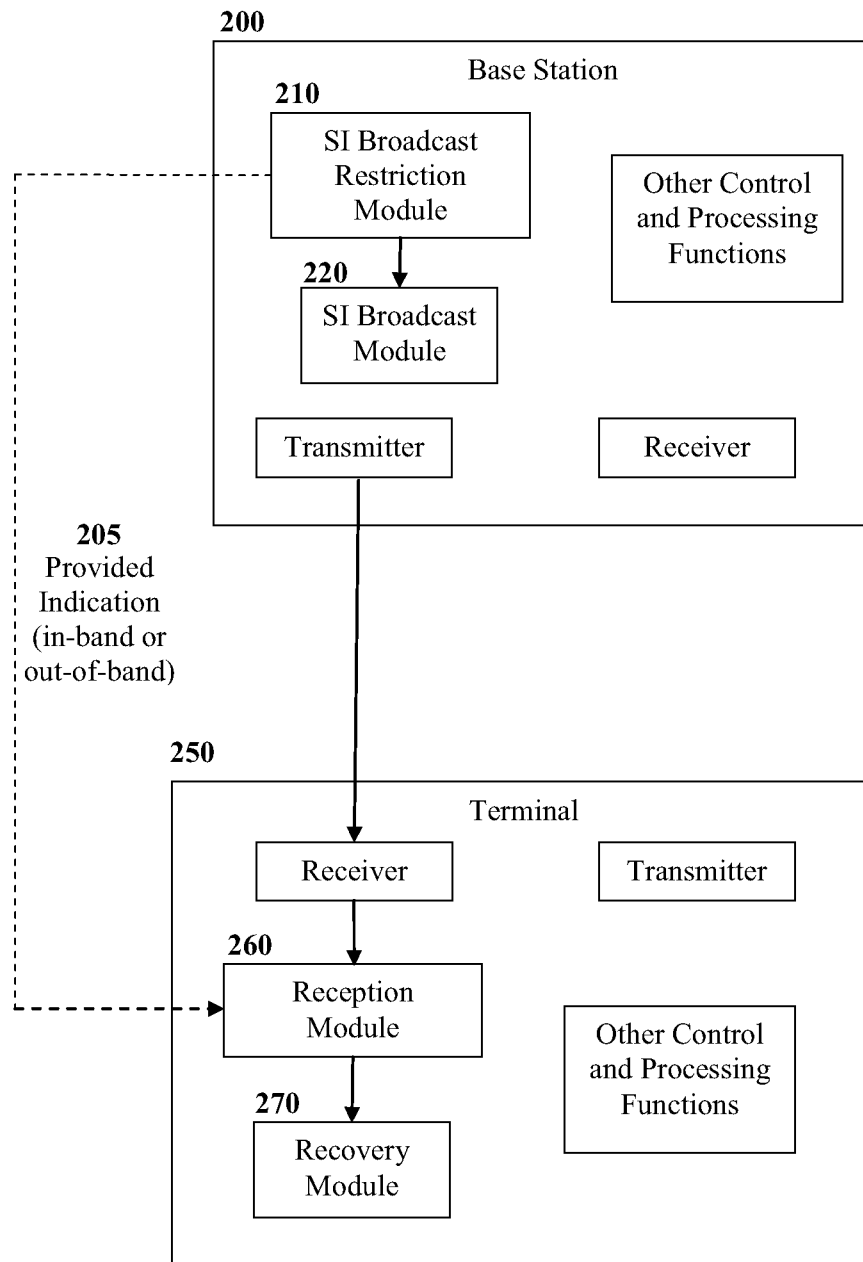 200
Base Station
210
SI Broadcast
Restriction
Module
Other Control
and Processing
Functions
220
SI Broadcast
Module
Transmitter
Receiver
205
Provided
Indication
(in-band or
out-of-band)
250
Terminal
Receiver
Transmitter
260
Reception
Module
Other Control
and Processing
Functions
270
Recovery
Module